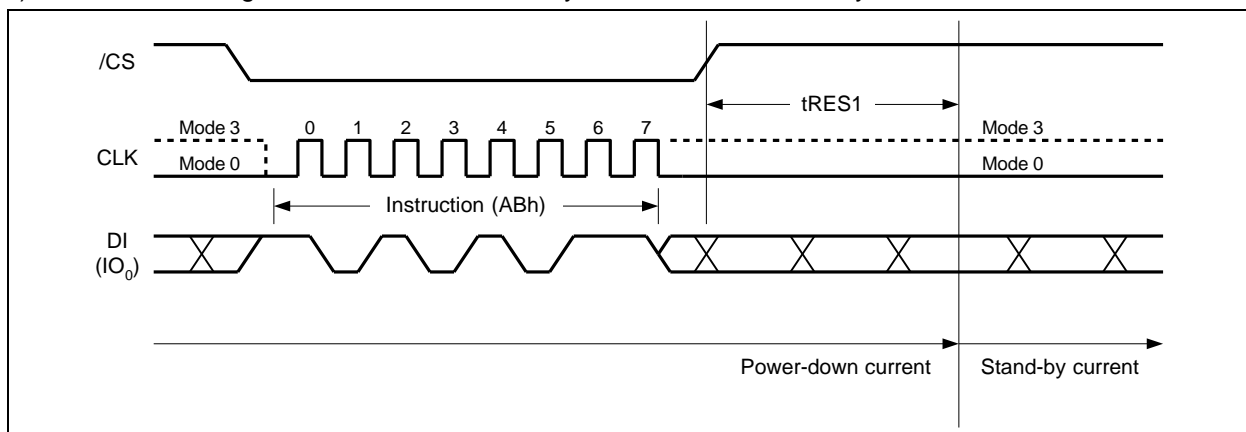 /CS
tRES1
Mode 3 0 1 2 3 4 5 6 7 Mode 3
CLK
Mode 0 Mode 0
Instruction (ABh)
DI
(IO0)
Power-down current Stand-by current